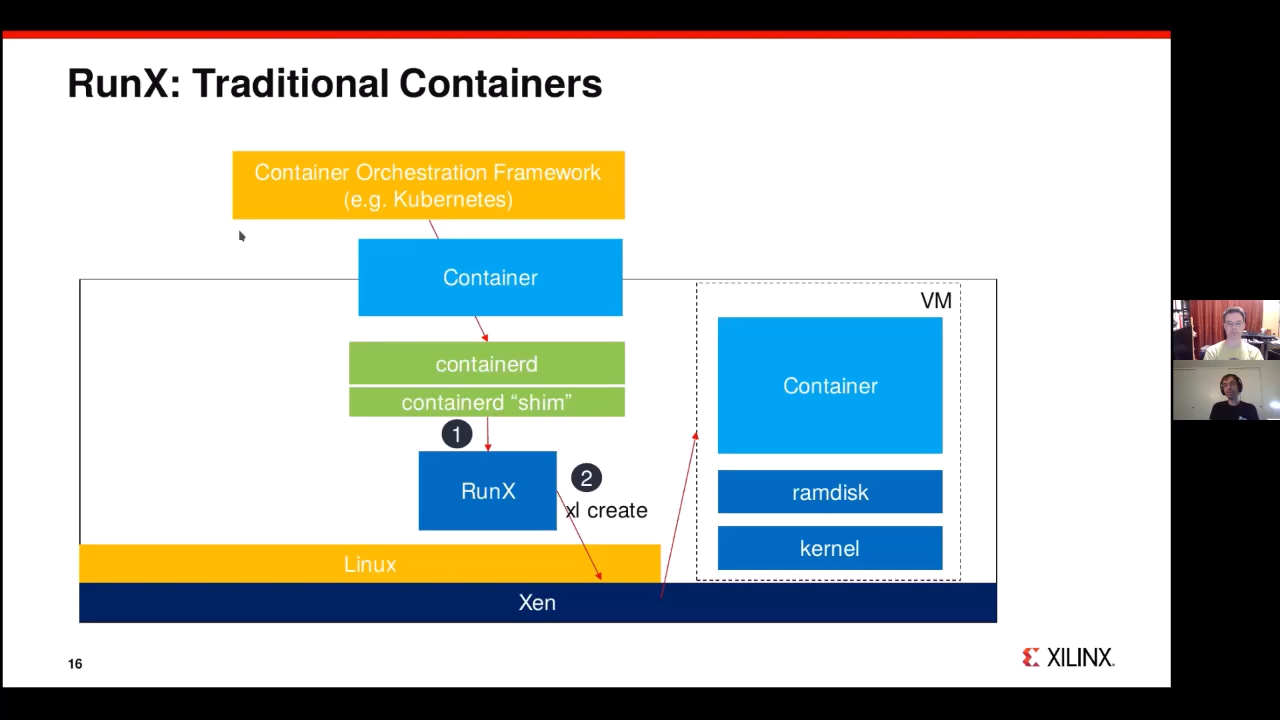 RunX: Traditional Containers
Container Orchestration Framework
(e.g. Kubernetes)
Container
containerd
containerd “shim”
1
RunX
2
xl create
Linux
Xen
VM
Container
ramdisk
kernel
16
XILINX.